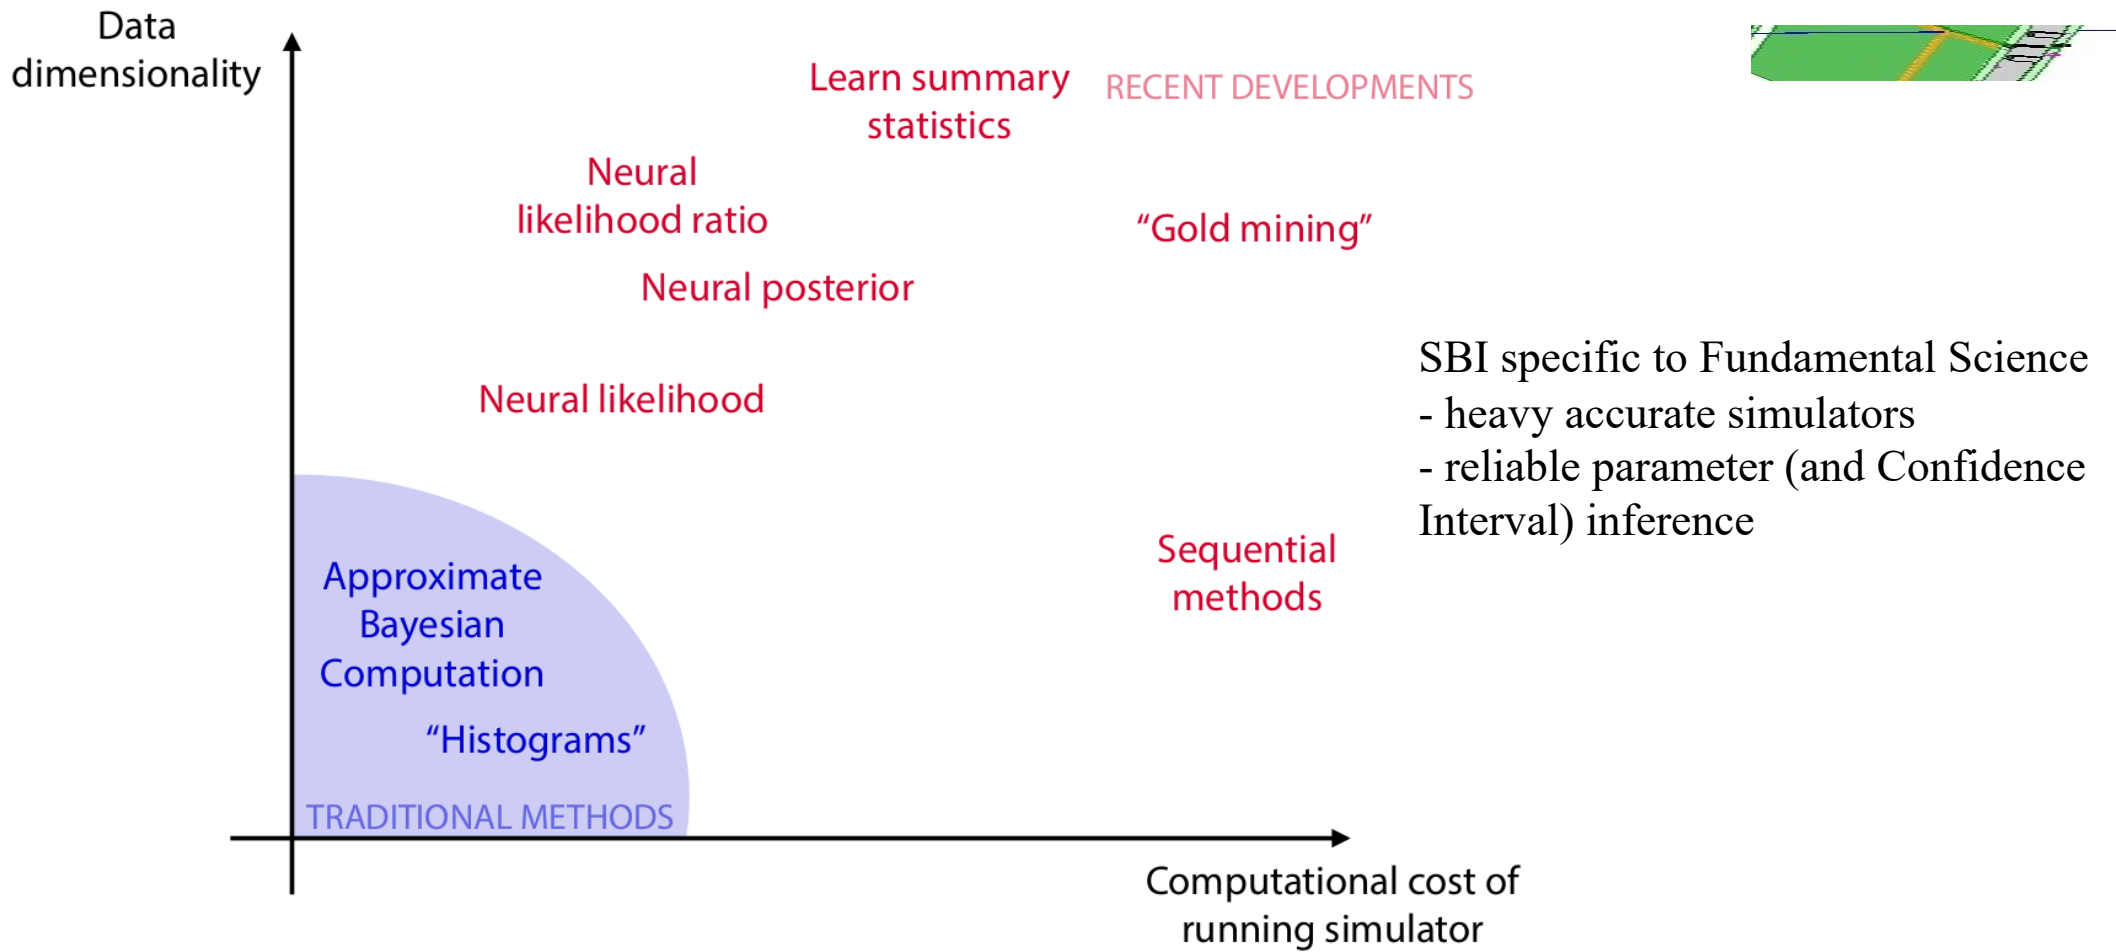 Data
dimensionality
Learn summary
statistics
RECENT DEVELOPMENTS
Neural
likelihood ratio
“Gold mining”
Neural posterior
Neural likelihood
SBI specific to Fundamental Science
- heavy accurate simulators
- reliable parameter (and Confidence
Interval) inference
Sequential
methods
Approximate
Bayesian
Computation
“Histograms”
TRADITIONAL METHODS
Computational cost of
running simulator